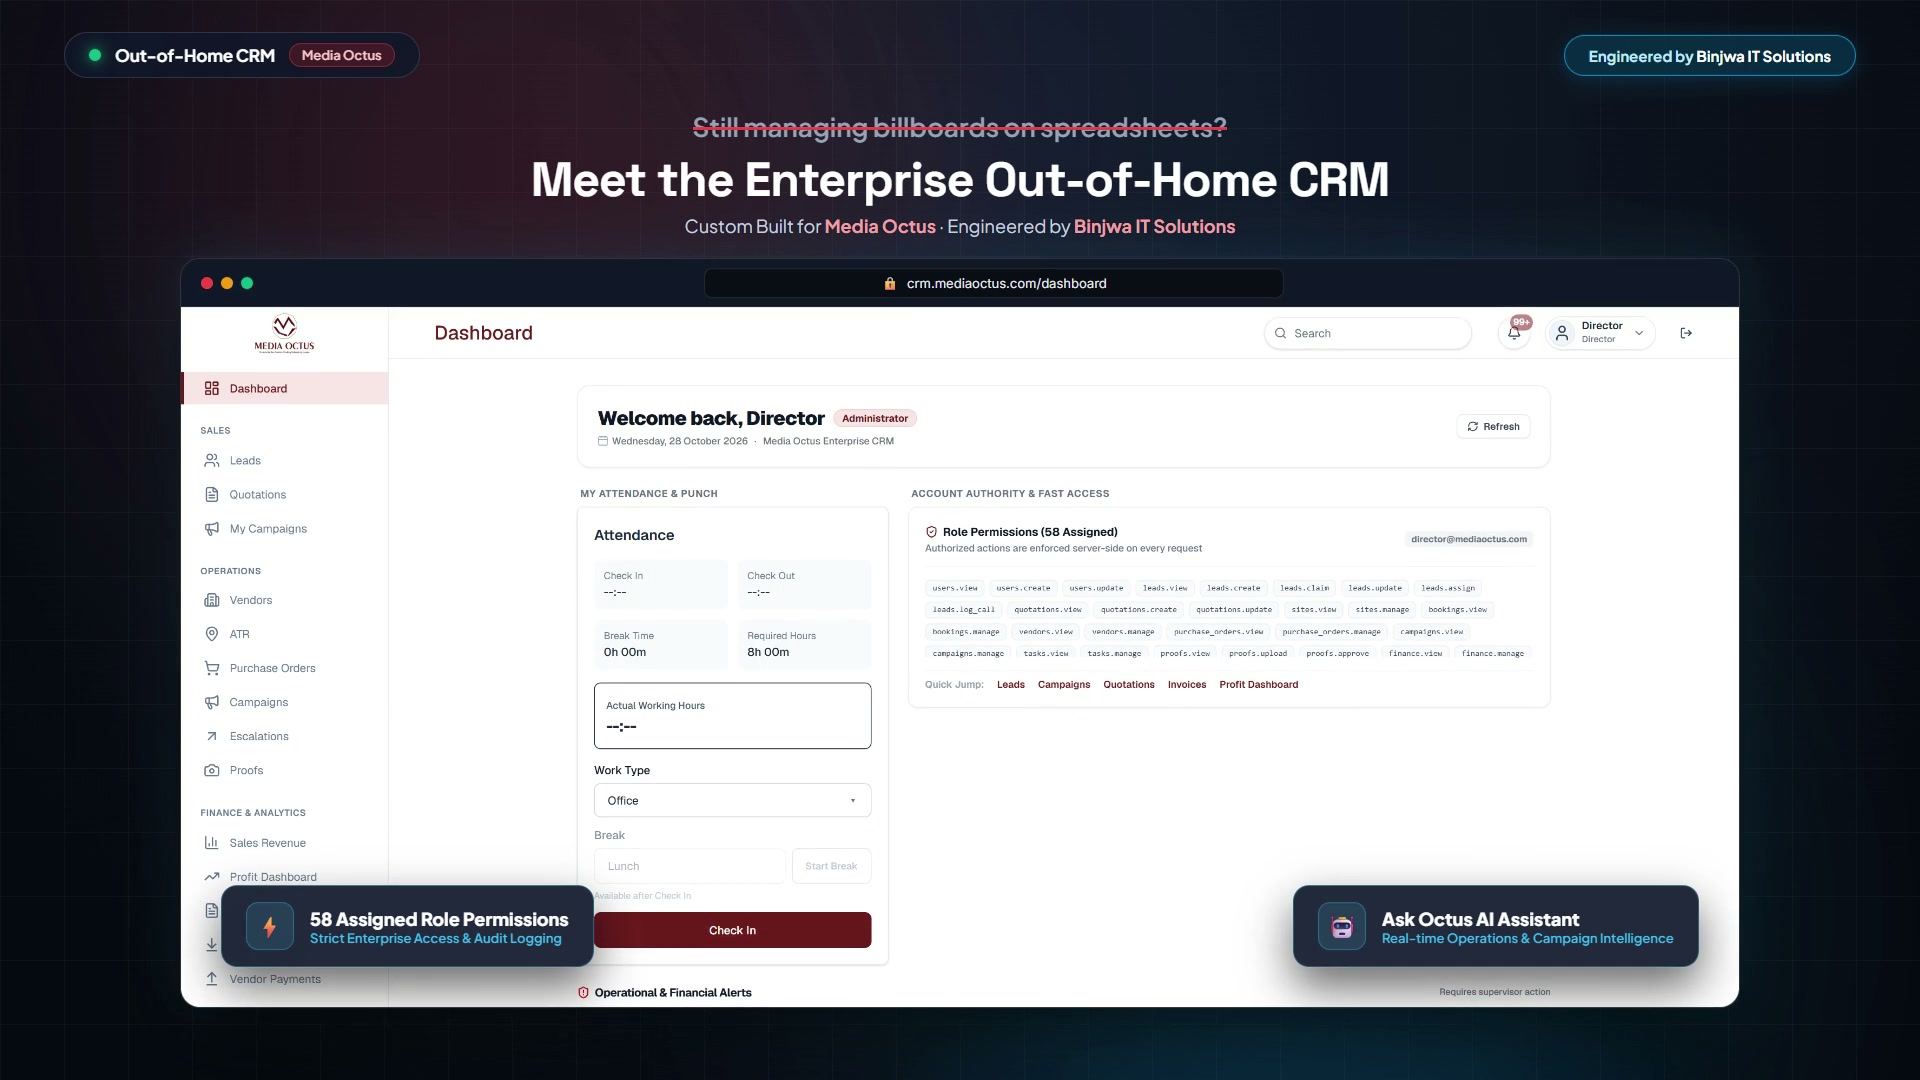 Out-of-Home CRM
Media Octus
Engineered by Binjwa IT Solutions
Still managing billboards on spreadsheets?
Meet the Enterprise Out-of-Home CRM
Custom Built for Media Octus · Engineered by Binjwa IT Solutions
crm.mediaoctus.com/dashboard
MEDIA OCTUS
Dashboard
Search
99+
Director
Director
Dashboard
SALES
Leads
Quotations
My Campaigns
OPERATIONS
Vendors
ATR
Purchase Orders
Campaigns
Escalations
Proofs
FINANCE & ANALYTICS
Sales Revenue
Profit Dashboard
Vendor Payments
Welcome back, Director
Administrator
Wednesday, 28 October 2026 · Media Octus Enterprise CRM
Refresh
MY ATTENDANCE & PUNCH
Attendance
Check In
--:--
Check Out
--:--
Break Time
0h 00m
Required Hours
8h 00m
Actual Working Hours
--:--
Work Type
Office
Break
Lunch
Start Break
Available after Check In
Check In
ACCOUNT AUTHORITY & FAST ACCESS
Role Permissions (58 Assigned)
Authorized actions are enforced server-side on every request
director@mediaoctus.com
users.view users.create users.update leads.view leads.create leads.claim leads.update leads.assign
leads.log_call quotations.view quotations.create quotations.update sites.view sites.manage bookings.view
bookings.manage vendors.view vendors.manage purchase_orders.view purchase_orders.manage campaigns.view
campaigns.manage tasks.view tasks.manage proofs.view proofs.upload proofs.approve finance.view finance.manage
Quick Jump: Leads Campaigns Quotations Invoices Profit Dashboard
58 Assigned Role Permissions
Strict Enterprise Access & Audit Logging
Ask Octus AI Assistant
Real-time Operations & Campaign Intelligence
Operational & Financial Alerts
Requires supervisor action